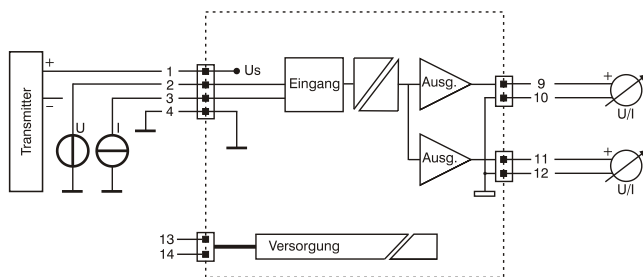 Transmitter
+
−
U
I
1
2
3
4
Us
Eingang
Ausg.
Ausg.
9
10
+
U/I
11
12
+
U/I
13
14
Versorgung